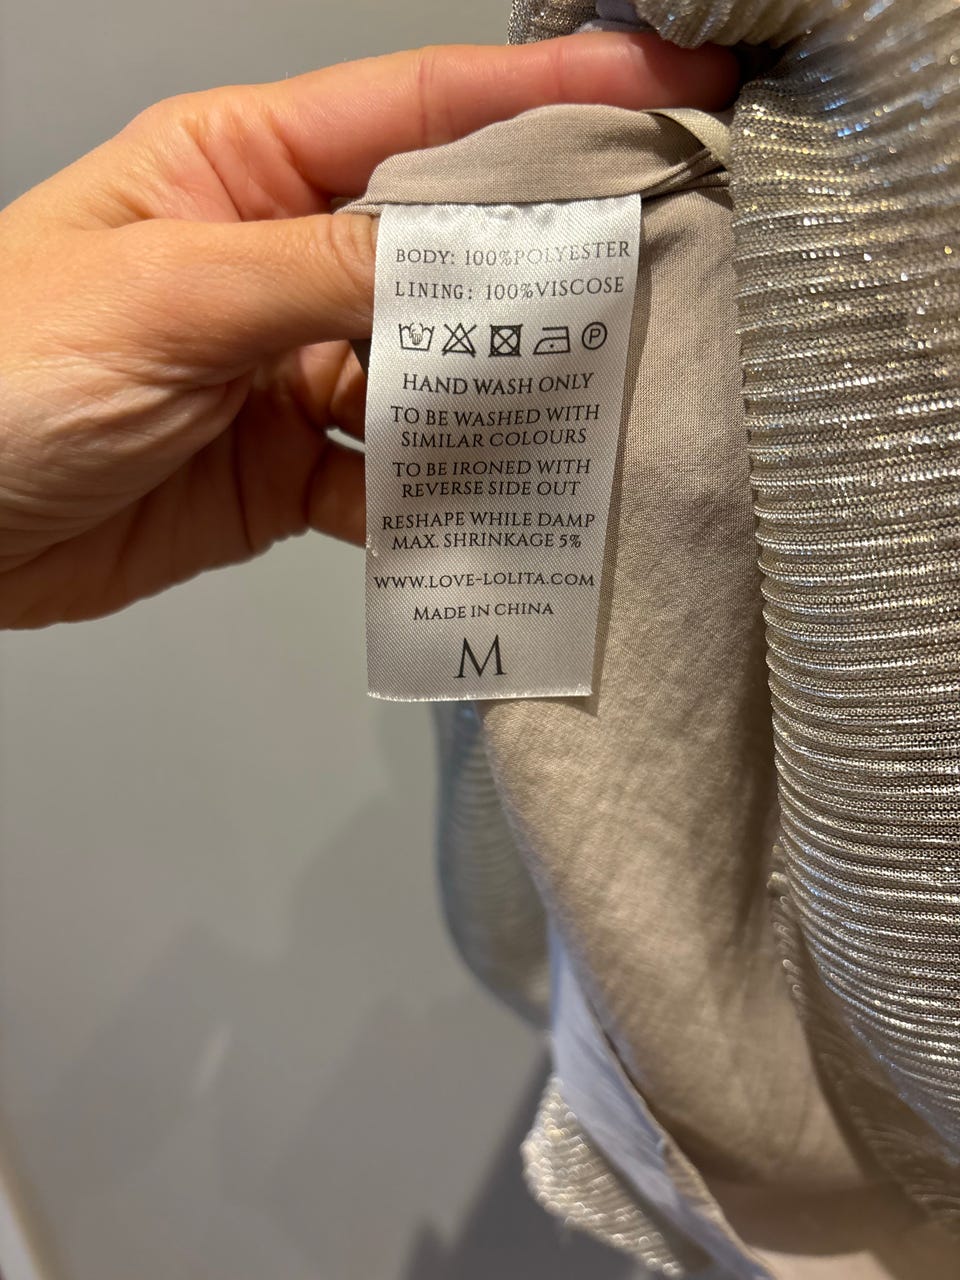 BODY: 100%POLYESTER
LINING: 100%VISCOSE
P
HAND WASH ONLY
TO BE WASHED WITH
SIMILAR COLOURS
TO BE IRONED WITH
REVERSE SIDE OUT
RESHAPE WHILE DAMP
MAX. SHRINKAGE 5%
WWW.LOVE-LOLITA.COM
MADE IN CHINA
M